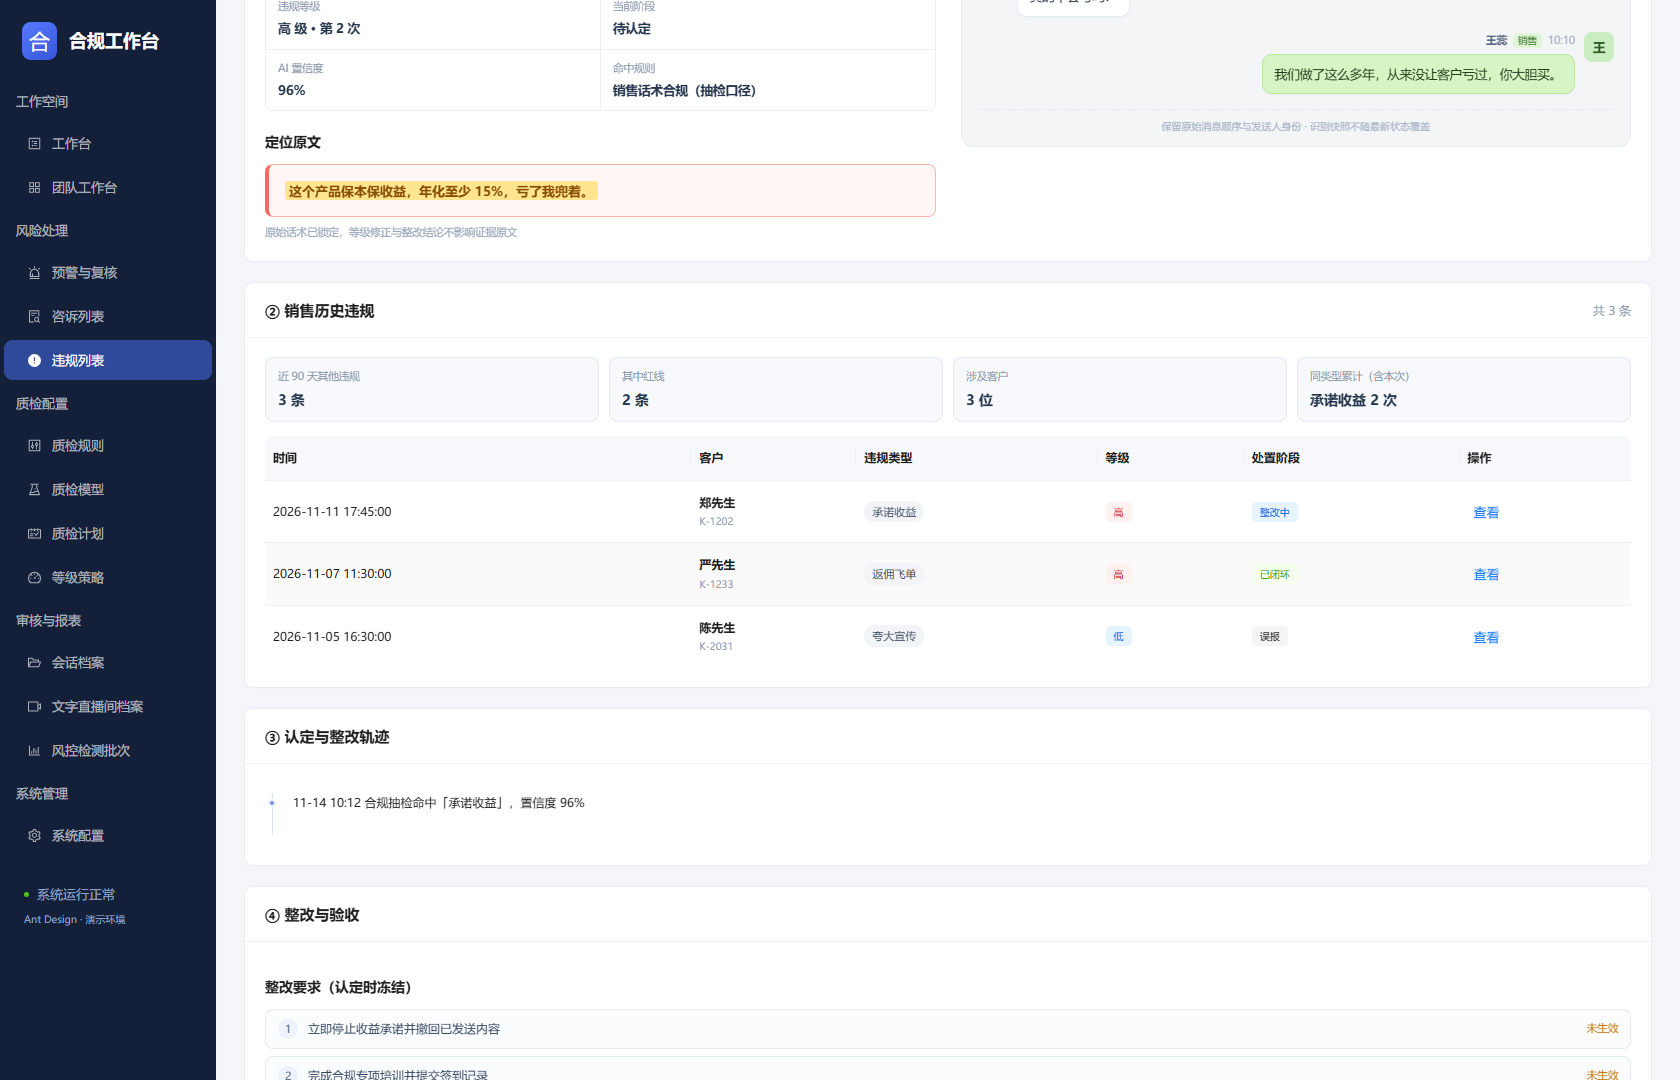 合 合规工作台
工作空间
工作台
团队工作台
风险处理
预警与复核
咨诉列表
违规列表
质检配置
质检规则
质检模型
质检计划
等级策略
审核与报表
会话档案
文字直播间档案
风控检测批次
系统管理
系统配置
系统运行正常
Ant Design · 演示环境
违规等级
高 级 • 第 2 次
当前阶段
待认定
AI 置信度
96%
命中规则
销售话术合规（抽检口径）
定位原文
这个产品保本保收益，年化至少 15%，亏了我兜着。
原始话术已锁定，等级修正与整改结论不影响证据原文
王蕊 销售 10:10 王
我们做了这么多年，从来没让客户亏过，你大胆买。
保留原始消息顺序与发送人身份 · 识别快照不随最新状态覆盖
② 销售历史违规
共 3 条
近 90 天其他违规
3 条
其中红线
2 条
涉及客户
3 位
同类型累计（含本次）
承诺收益 2 次
时间 客户 违规类型 等级 处置阶段 操作
2026-11-11 17:45:00 郑先生 K-1202 承诺收益 高 整改中 查看
2026-11-07 11:30:00 严先生 K-1233 返佣飞单 高 已闭环 查看
2026-11-05 16:30:00 陈先生 K-2031 夸大宣传 低 误报 查看
③ 认定与整改轨迹
11-14 10:12 合规抽检命中「承诺收益」，置信度 96%
④ 整改与验收
整改要求（认定时冻结）
1 立即停止收益承诺并撤回已发送内容 未生效
2 完成合规专项培训并提交签到记录 未生效